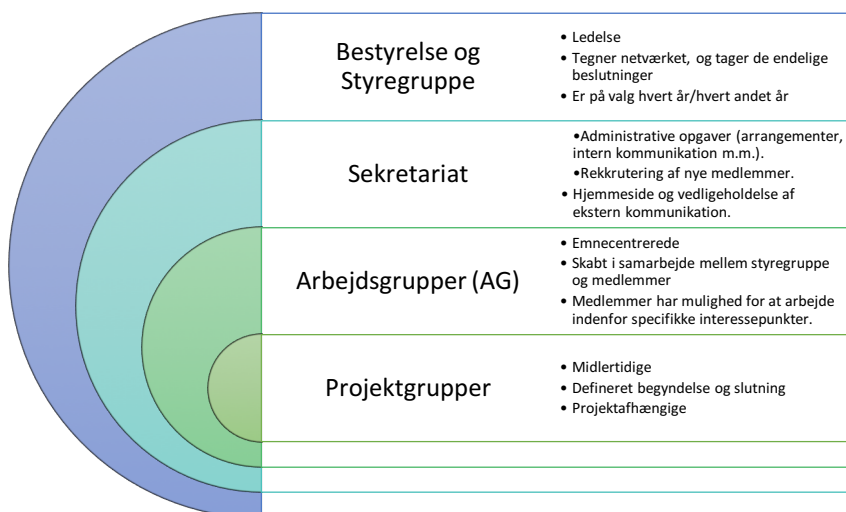 Bestyrelse og
Styregruppe
• Ledelse
• Tegner netværket, og tager de endelige
beslutninger
• Er på valg hvert år/hvert andet år
Sekretariat
•Administrative opgaver (arrangementer,
intern kommunikation m.m.).
•Rekkrutering af nye medlemmer.
• Hjemmeside og vedligeholdelse af
ekstern kommunikation.
Arbejdsgrupper (AG)
• Emnecentrerede
• Skabt i samarbejde mellem styregruppe
og medlemmer
• Medlemmer har mulighed for at arbejde
indenfor specifikke interessepunkter.
Projektgrupper
• Midlertidige
• Defineret begyndelse og slutning
• Projektafhængige